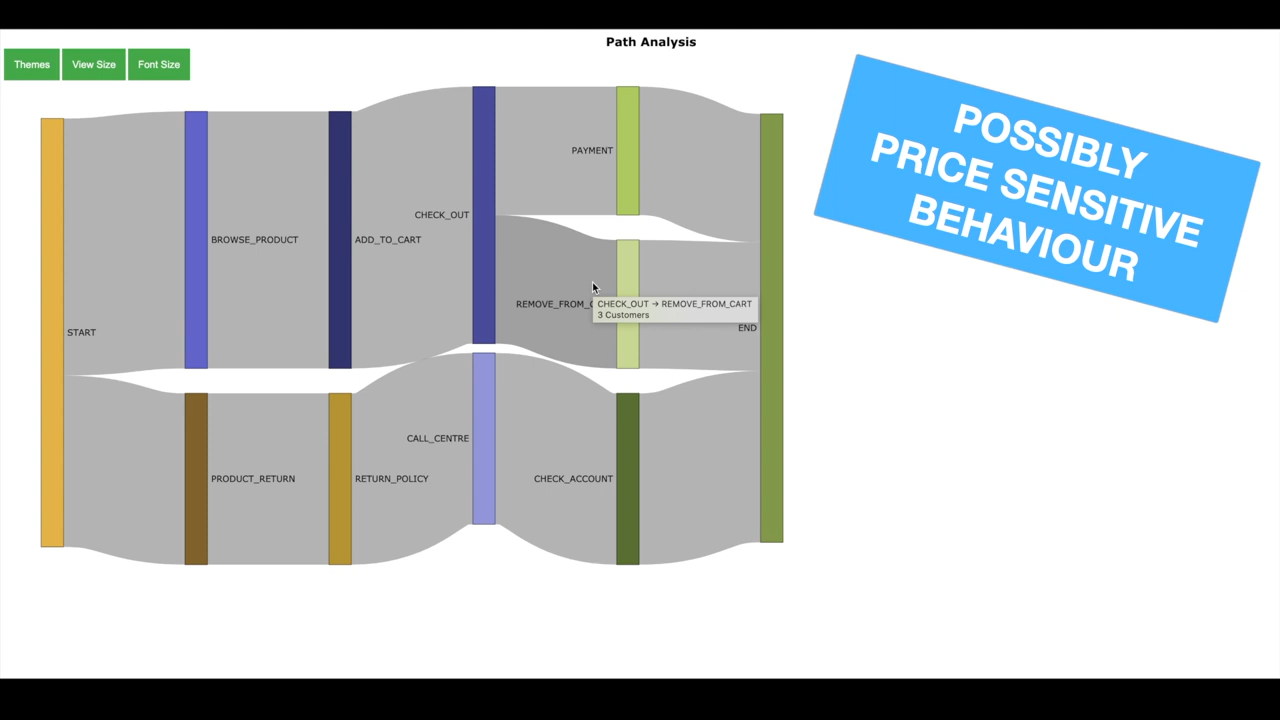 Path Analysis
Themes
View Size
Font Size
POSSIBLY
PRICE SENSITIVE
BEHAVIOUR
PAYMENT
CHECK_OUT
BROWSE_PRODUCT
ADD_TO_CART
REMOVE_FROM_C
CHECK_OUT → REMOVE_FROM_CART
3 Customers
START
END
CALL_CENTRE
PRODUCT_RETURN
RETURN_POLICY
CHECK_ACCOUNT